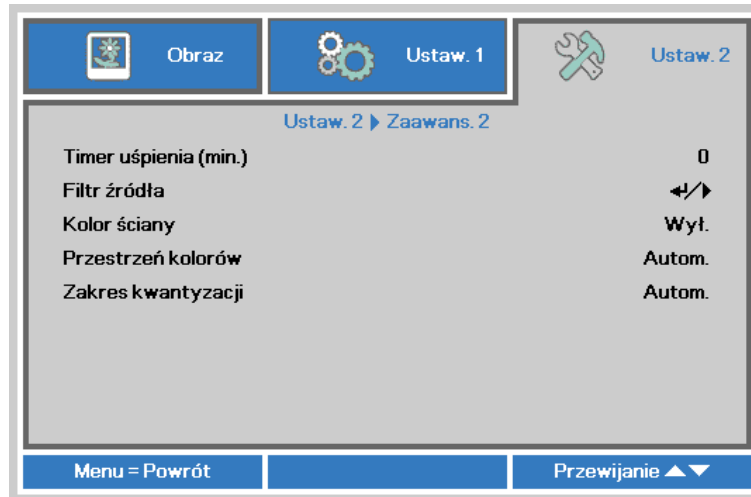 Obraz
Ustaw. 1
Ustaw. 2
Ustaw. 2 ▶ Zaawans. 2
Timer uśpienia (min.) 0
Filtr źródła ↵/▶
Kolor ściany Wył.
Przestrzeń kolorów Autom.
Zakres kwantyzacji Autom.
Menu = Powrót
Przewijanie ▲▼